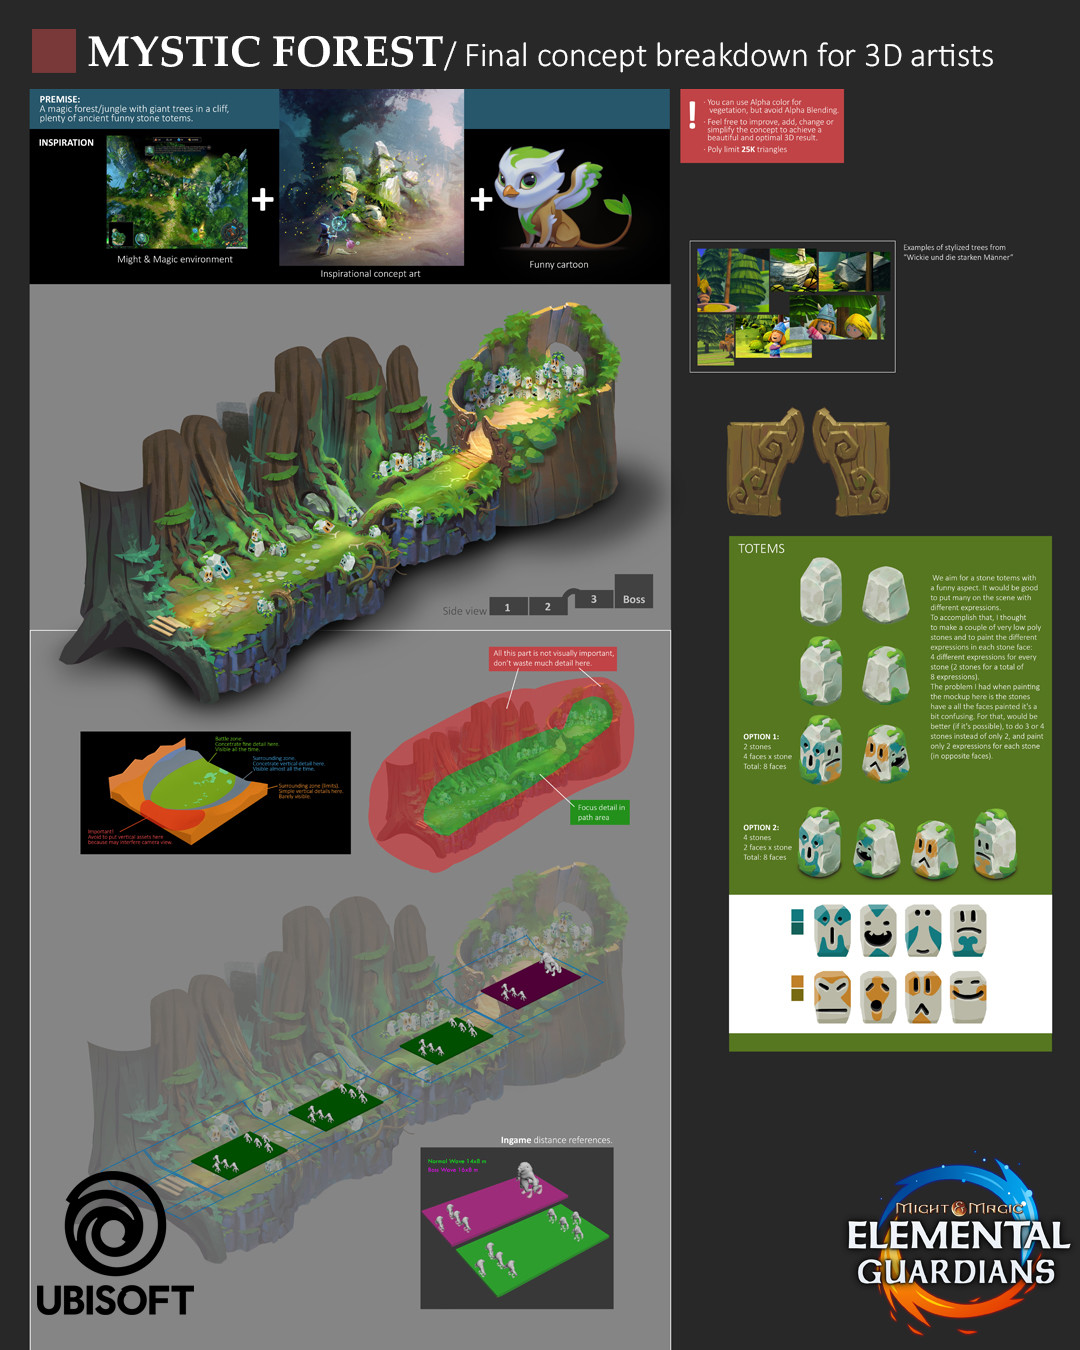 MYSTIC FOREST/ Final concept breakdown for 3D artists
PREMISE:
A magic forest/jungle with giant trees in a cliff,
plenty of ancient funny stone totems.
INSPIRATION
+
+
Might & Magic environment
Inspirational concept art
Funny cartoon
!
· You can use Alpha color for
vegetation, but avoid Alpha Blending.
· Feel free to improve, add, change or
simplify the concept to achieve a
beautiful and optimal 3D result.
· Poly limit 25K triangles
Examples of stylized trees from
"Wickie und die starken Männer"
Side view
1
2
3
Boss
All this part is not visually important,
don't waste much detail here.
Focus detail in
path area
Battle zone.
Concetrate fine detail here.
Visible all the time.
Surrounding zone.
Concetrate vertical detail here.
Visible almost all the time.
Surrounding zone (limits).
Simple vertical details here.
Barely visible.
Important!
Avoid to put vertical assets here
because may interfere camera view.
TOTEMS
We aim for a stone totems with
a funny aspect. It would be good
to put many on the scene with
different expressions.
To accomplish that, I thought
to make a couple of very low poly
stones and to paint the different
expressions in each stone face:
4 different expressions for every
stone (2 stones for a total of
8 expressions).
The problem I had when painting
the mockup here is, to the stones
have a all the faces painted it's a
bit confusing. For that, would be
better (if it's possible), to do 3 or 4
stones instead of only 2, and paint
only 2 expressions for each stone
(in opposite faces).
OPTION 1:
2 stones
4 faces x stone
Total: 8 faces
OPTION 2:
4 stones
2 faces x stone
Total: 8 faces
Ingame distance references.
Normal Wave 14x8 m
Boss Wave 16x8 m
UBISOFT
MIGHT & MAGIC
ELEMENTAL
GUARDIANS